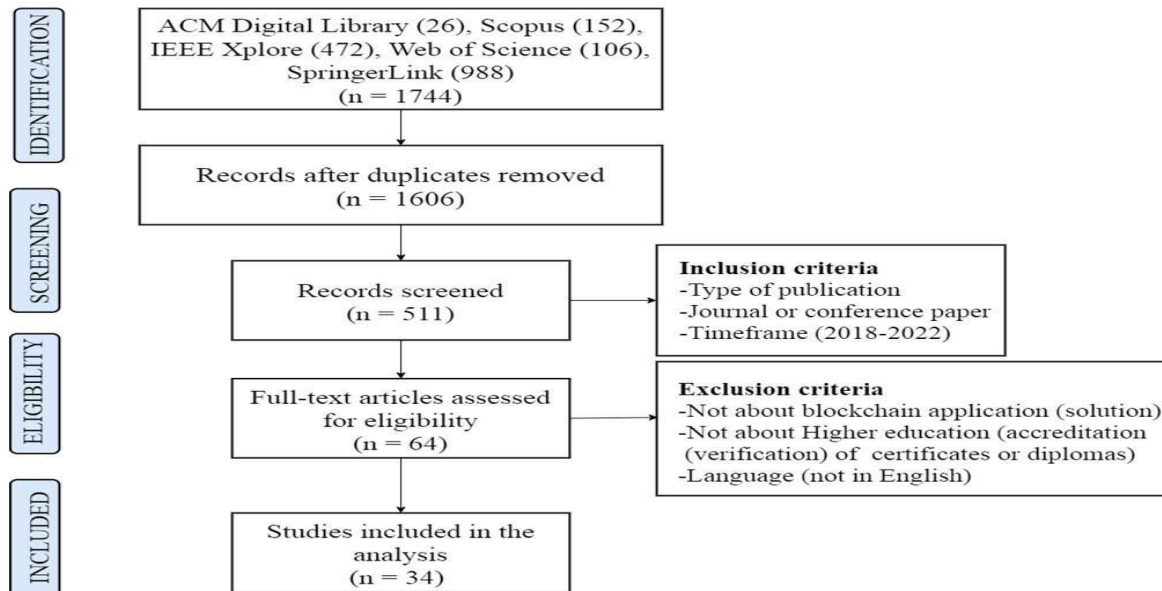 IDENTIFICATION
ACM Digital Library (26), Scopus (152),
IEEE Xplore (472), Web of Science (106),
SpringerLink (988)
(n = 1744)
Records after duplicates removed
(n = 1606)
SCREENING
Records screened
(n = 511)
Inclusion criteria
-Type of publication
-Journal or conference paper
-Timeframe (2018-2022)
ELIGIBILITY
Full-text articles assessed
for eligibility
(n = 64)
Exclusion criteria
-Not about blockchain application (solution)
-Not about Higher education (accreditation
(verification) of certificates or diplomas)
-Language (not in English)
INCLUDED
Studies included in the
analysis
(n = 34)